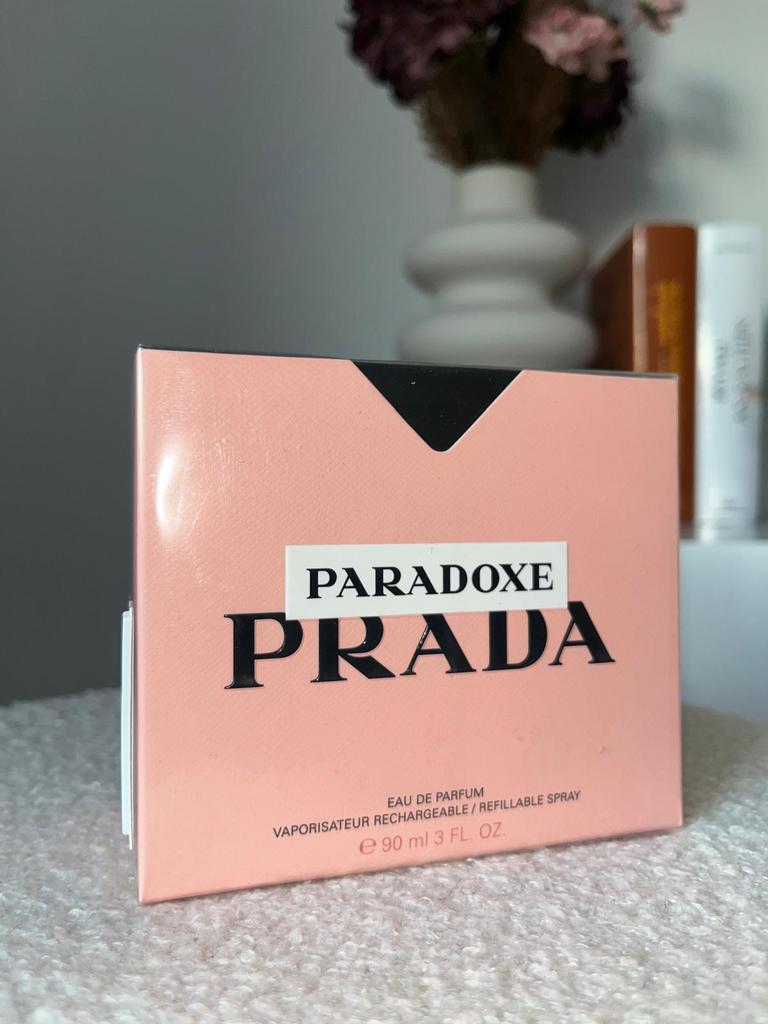 PARADOXE
PRADA
EAU DE PARFUM
VAPORISATEUR RECHARGEABLE / REFILLABLE SPRAY
℮ 90 ml 3 FL. OZ.